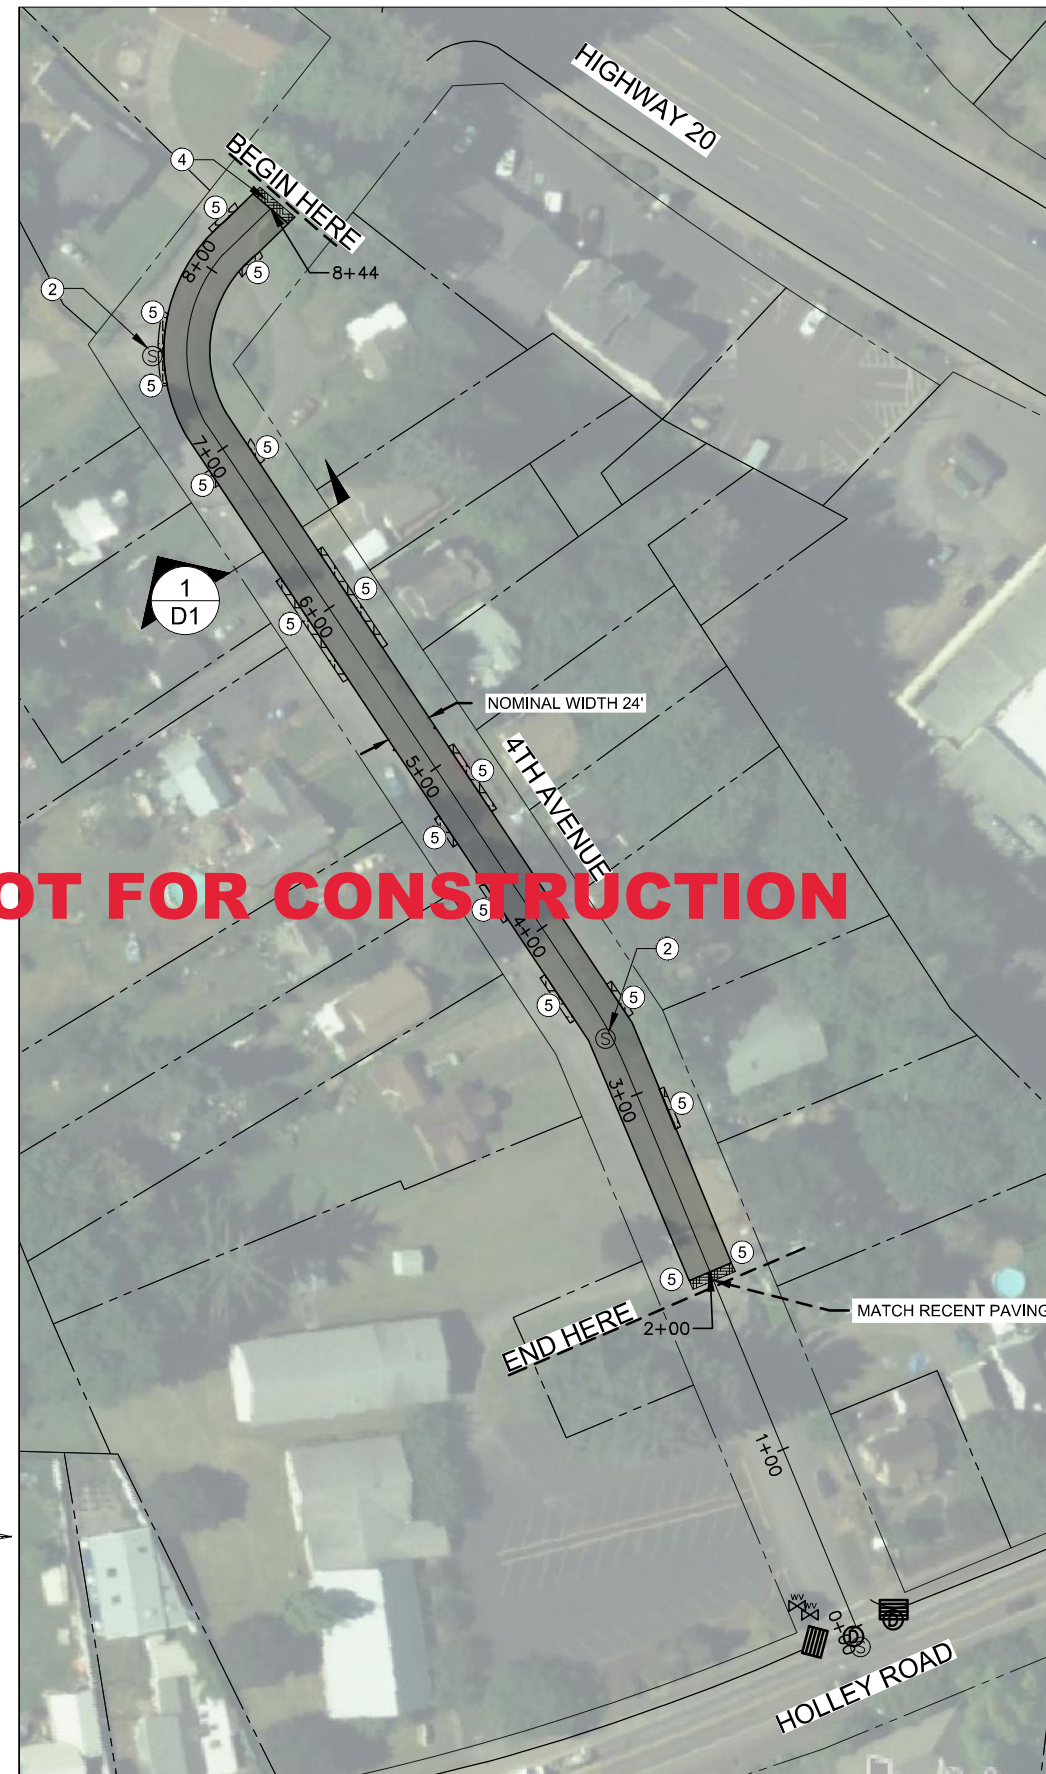 HIGHWAY 20
4
BEGIN HERE
5
8+00
5
8+44
2
5
S
5
7+00
5
5
1
D1
6+00
5
5
NOMINAL WIDTH 24'
5+00
5
4TH AVENUE
5
OT FOR CONSTRUCTION
5
4+00
2
5
5
S
3+00
5
5
5
MATCH RECENT PAVING
END HERE
2+00
1+00
WV
WV
D
D
S
HOLLEY ROAD